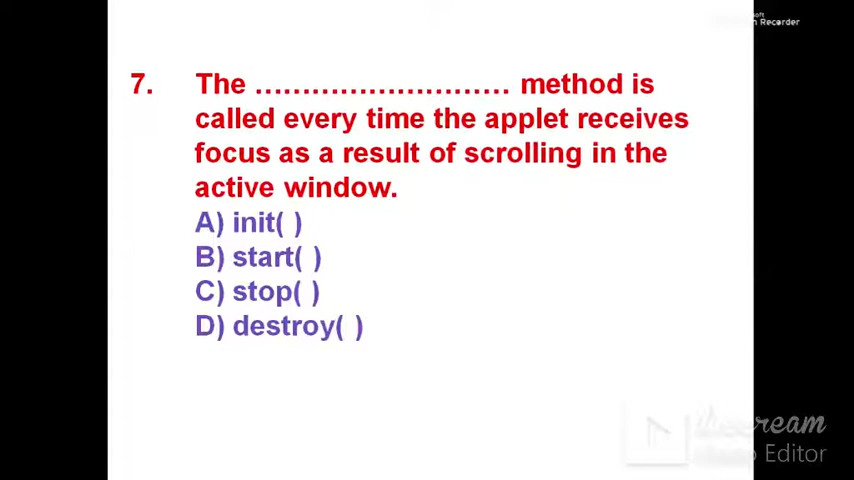 Recorder
7. The ……………………… method is
called every time the applet receives
focus as a result of scrolling in the
active window.
A) init( )
B) start( )
C) stop( )
D) destroy( )
Editor